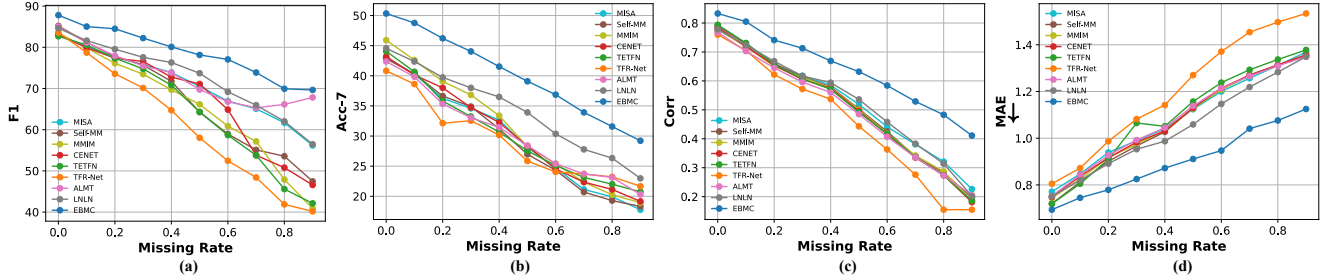 F1
90
80
70
60
50
40
MISA
Self-MM
MMIM
CENET
TETFN
TFR-Net
ALMT
LNLN
EBMC
0.0 0.2 0.4 0.6 0.8
Missing Rate
(a)
Acc-7
50
45
40
35
30
25
20
MISA
Self-MM
MMIM
CENET
TETFN
TFR-Net
ALMT
LNLN
EBMC
0.0 0.2 0.4 0.6 0.8
Missing Rate
(b)
Corr
0.8
0.7
0.6
0.5
0.4
0.3
0.2
MISA
Self-MM
MMIM
CENET
TETFN
TFR-Net
ALMT
LNLN
EBMC
0.0 0.2 0.4 0.6 0.8
Missing Rate
(c)
MAE
↓
1.4
1.2
1.0
0.8
MISA
Self-MM
MMIM
CENET
TETFN
TFR-Net
ALMT
LNLN
EBMC
0.0 0.2 0.4 0.6 0.8
Missing Rate
(d)